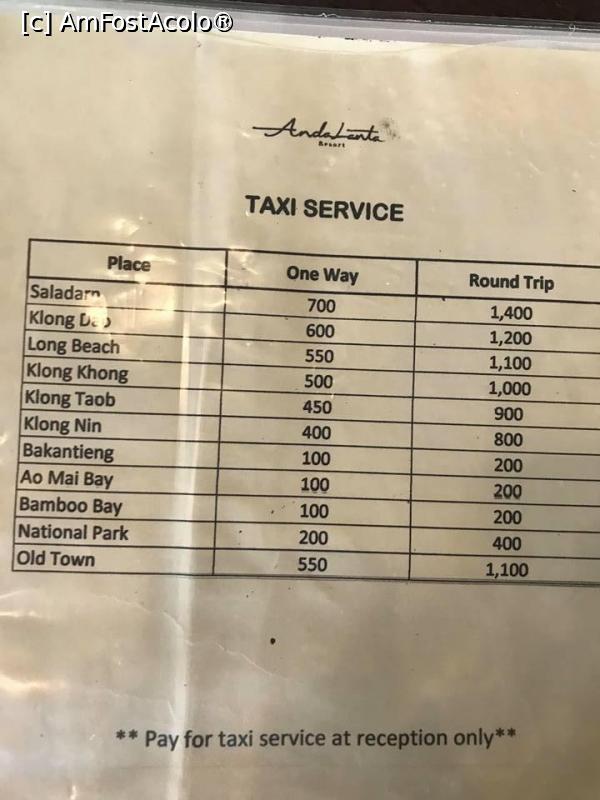 [c] AmFostAcolo®
AndaLanta
Resort
TAXI SERVICE
Place One Way Round Trip
Saladarn 700 1,400
Klong 600 1,200
Long Beach 550 1,100
Klong Khong 500 1,000
Klong Taob 450 900
Klong Nin 400 800
Bakantieng 100 200
Ao Mai Bay 100 200
Bamboo Bay 100 200
National Park 200 400
Old Town 550 1,100
** Pay for taxi service at reception only**